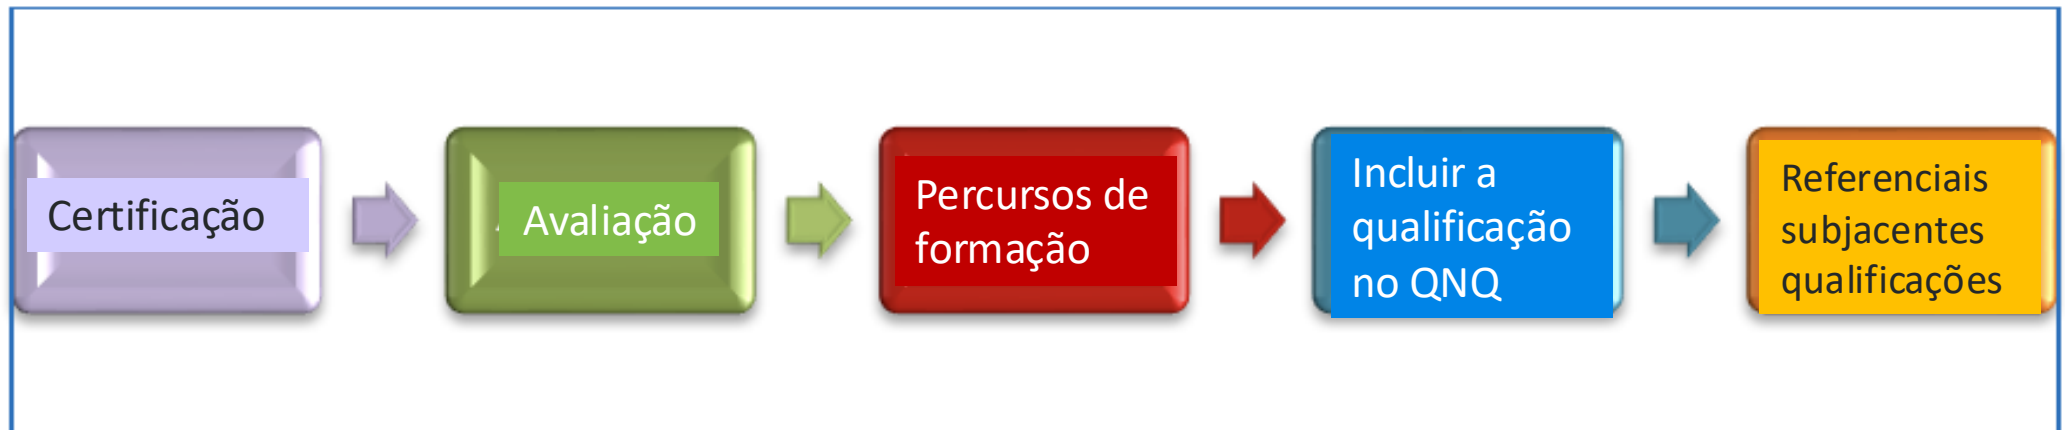 Certificação
Avaliação
Percursos de
formação
Incluir a
qualificação
no QNQ
Referenciais
subjacentes
qualificações